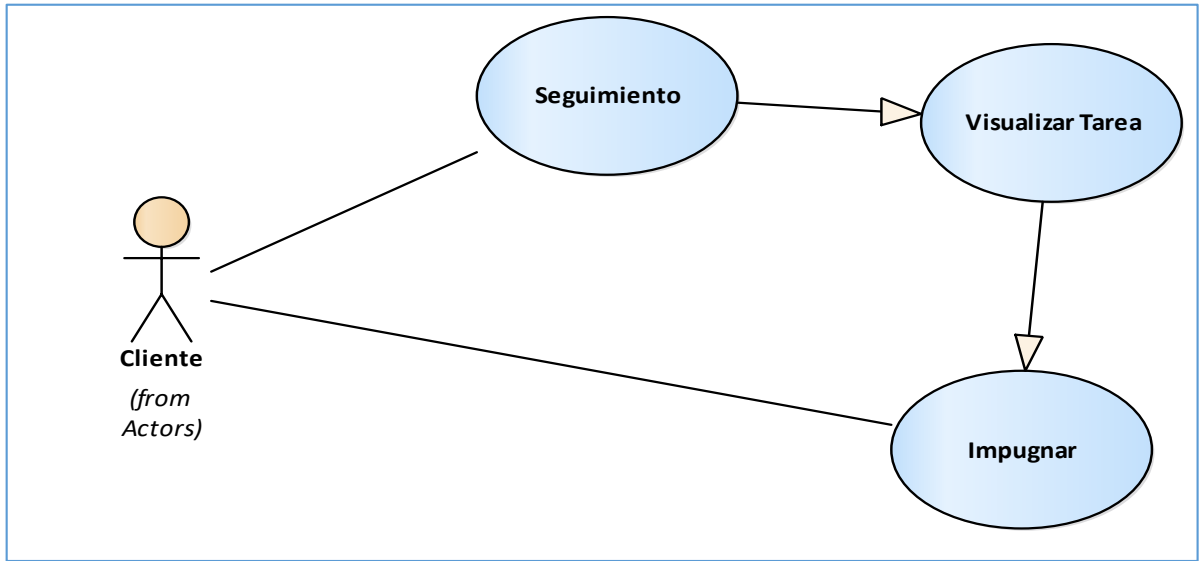 Seguimiento
Visualizar Tarea
Cliente
(from
Actors)
Impugnar